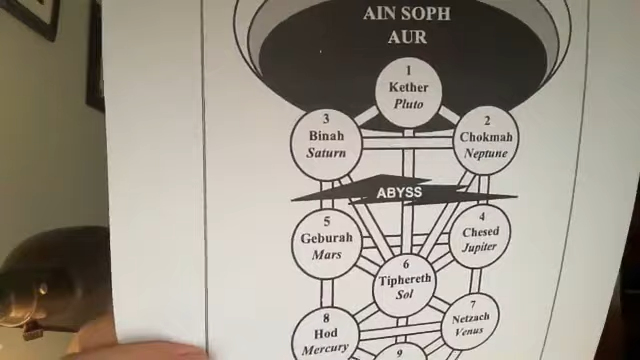 AIN SOPH
AUR
1
Kether
Pluto
3
Binah
Saturn
2
Chokmah
Neptune
ABYSS
5
Geburah
Mars
4
Chesed
Jupiter
6
Tiphereth
Sol
8
Hod
Mercury
7
Netzach
Venus
9